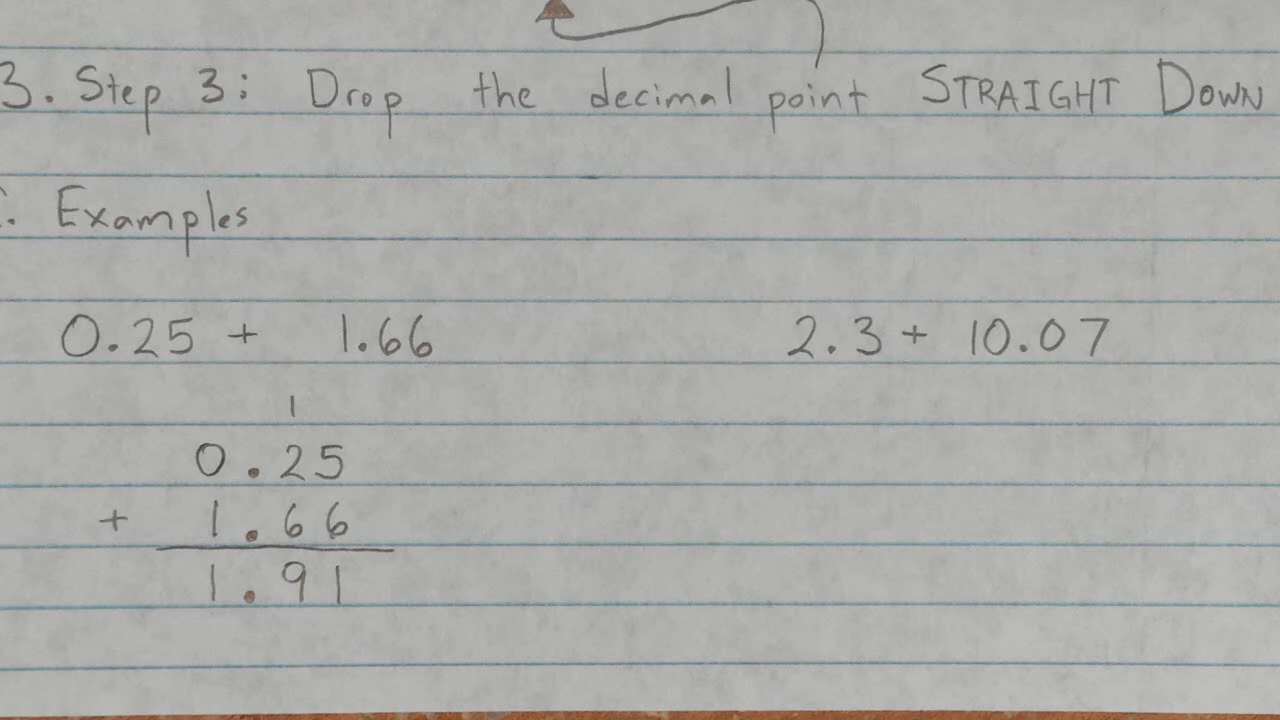 3. Step 3: Drop the decimal point STRAIGHT DOWN
. Examples
0.25 + 1.66 2.3 + 10.07
1
0.25
+ 1.66
1.91